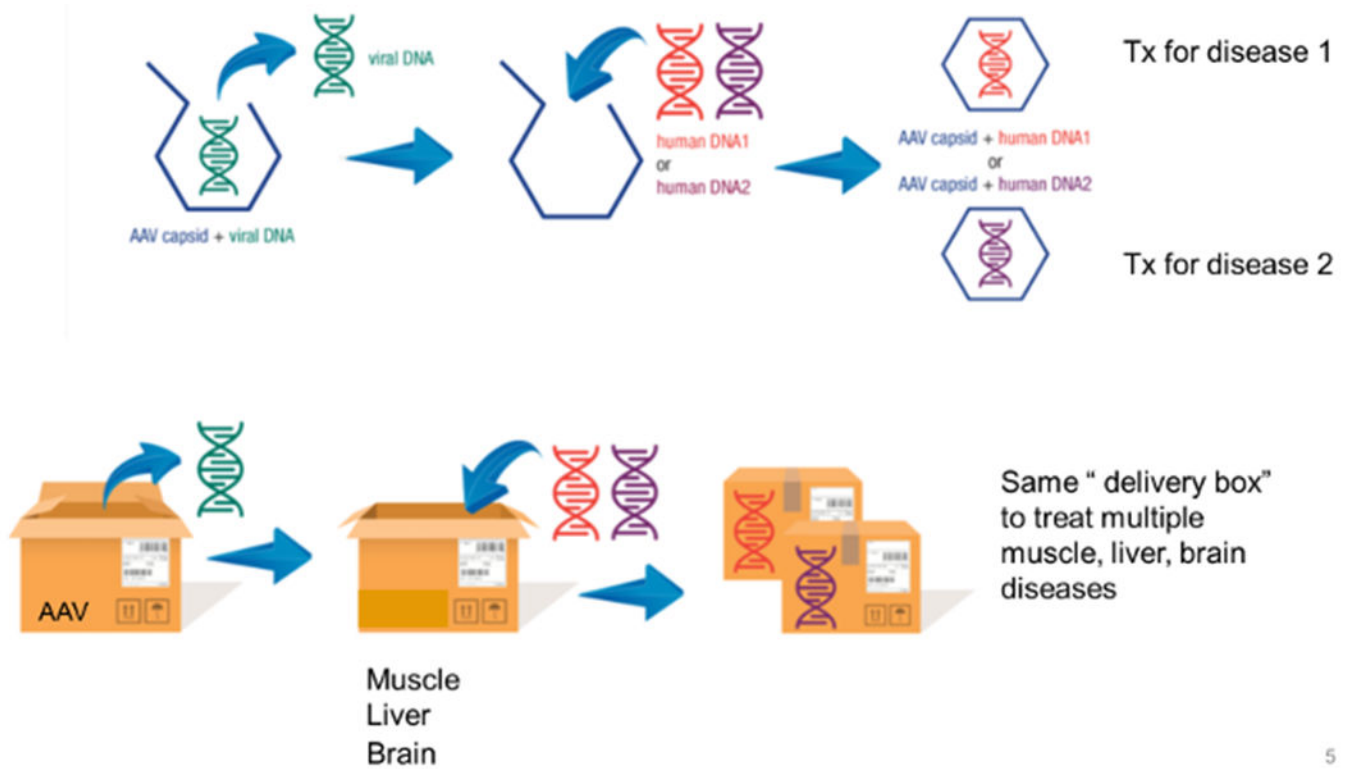 viral DNA
AAV capsid + viral DNA
human DNA1
or
human DNA2
AAV capsid + human DNA1
or
AAV capsid + human DNA2
Tx for disease 1
Tx for disease 2
AAV
Muscle
Liver
Brain
Same “ delivery box”
to treat multiple
muscle, liver, brain
diseases
5